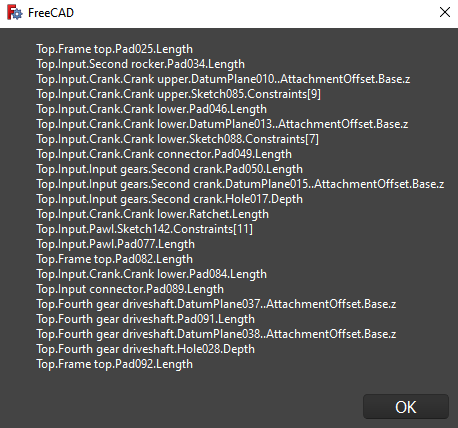 FreeCAD
Top.Frame top.Pad025.Length
Top.Input.Second rocker.Pad034.Length
Top.Input.Crank.Crank upper.DatumPlane010..AttachmentOffset.Base.z
Top.Input.Crank.Crank upper.Sketch085.Constraints[9]
Top.Input.Crank.Crank lower.Pad046.Length
Top.Input.Crank.Crank lower.DatumPlane013..AttachmentOffset.Base.z
Top.Input.Crank.Crank lower.Sketch088.Constraints[7]
Top.Input.Crank.Crank connector.Pad049.Length
Top.Input.Input gears.Second crank.Pad050.Length
Top.Input.Input gears.Second crank.DatumPlane015..AttachmentOffset.Base.z
Top.Input.Input gears.Second crank.Hole017.Depth
Top.Input.Crank.Crank lower.Ratchet.Length
Top.Input.Pawl.Sketch142.Constraints[11]
Top.Input.Pawl.Pad077.Length
Top.Frame top.Pad082.Length
Top.Input.Crank.Crank lower.Pad084.Length
Top.Input connector.Pad089.Length
Top.Fourth gear driveshaft.DatumPlane037..AttachmentOffset.Base.z
Top.Fourth gear driveshaft.Pad091.Length
Top.Fourth gear driveshaft.DatumPlane038..AttachmentOffset.Base.z
Top.Fourth gear driveshaft.Hole028.Depth
Top.Frame top.Pad092.Length
OK